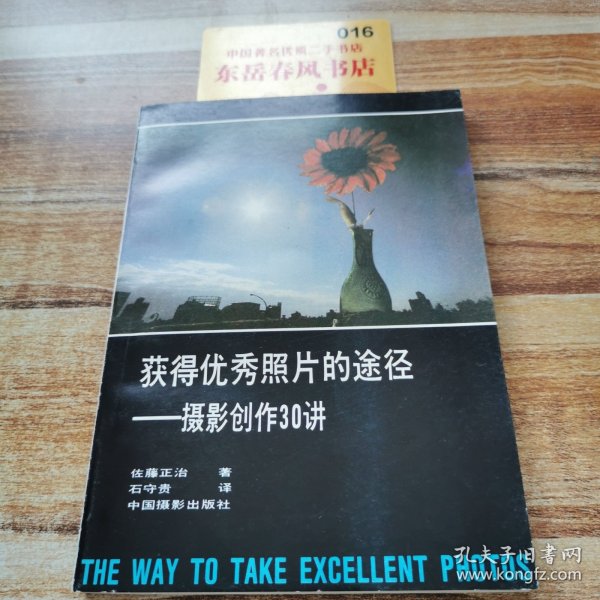 016
中国著名优质二手书店
东岳春风书店
获得优秀照片的途径
——摄影创作30讲
佐藤正治 著
石守贵 译
中国摄影出版社
THE WAY TO TAKE EXCELLENT PHOTOS
孔夫子旧书网
www.kongfz.com